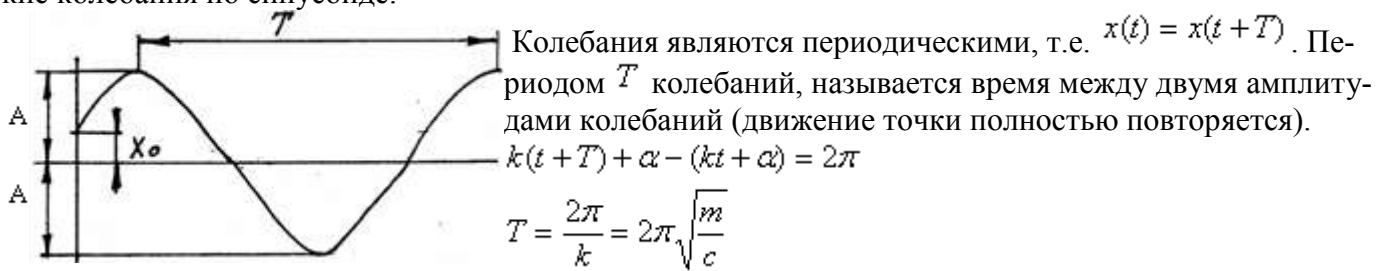 кие колебания по синусоиде.
T
A
x₀
A
Колебания являются периодическими, т.е. x(t) = x(t + T) . Пе-
риодом T колебаний, называется время между двумя амплиту-
дами колебаний (движение точки полностью повторяется).
k(t + T) + α − (kt + α) = 2π
T = 2π/k = 2π√(m/c)